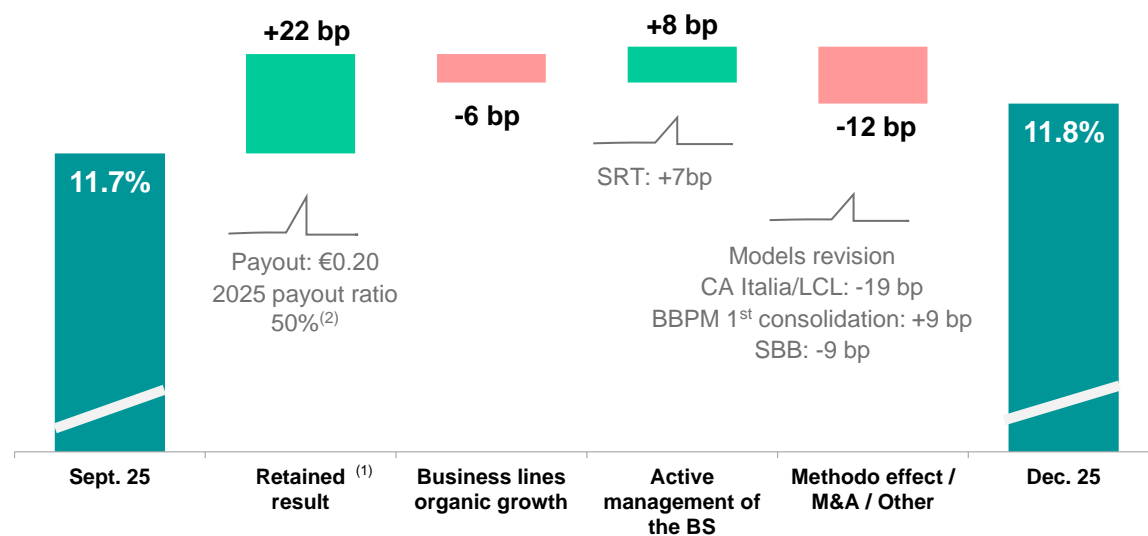 +22 bp
+8 bp
-6 bp
-12 bp
11.7%
11.8%
SRT: +7bp
Payout: €0.20
2025 payout ratio
50%(2)
Models revision
CA Italia/LCL: -19 bp
BBPM 1st consolidation: +9 bp
SBB: -9 bp
Sept. 25
Retained (1)
result
Business lines
organic growth
Active
management of
the BS
Methodo effect /
M&A / Other
Dec. 25